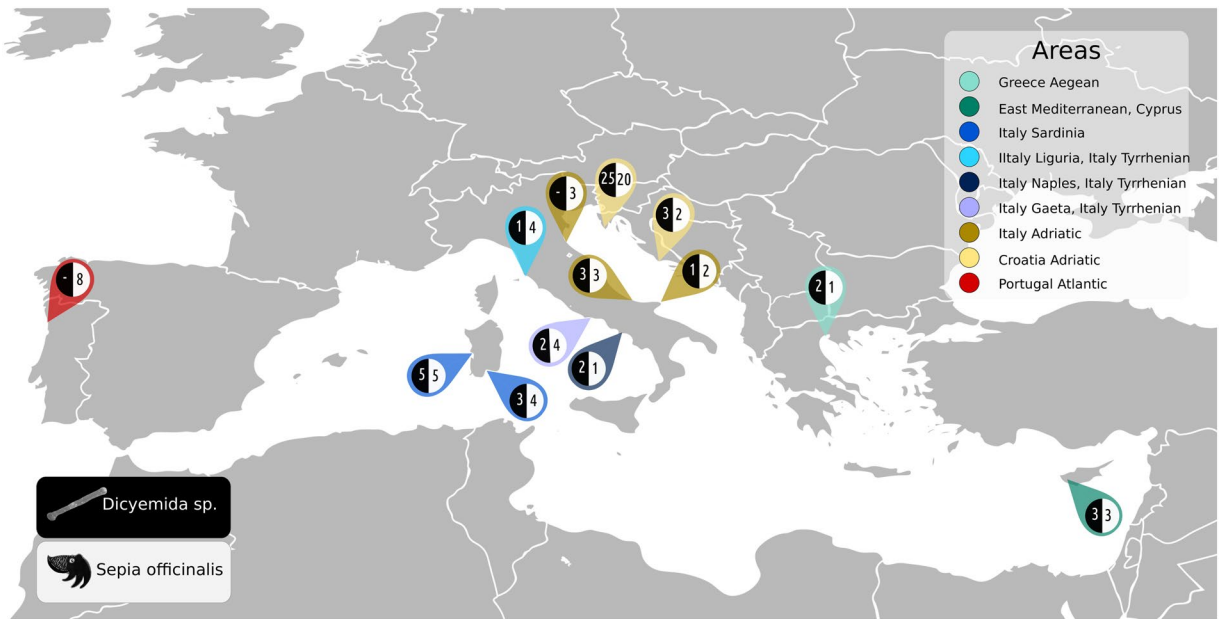 Areas
Greece Aegean
East Mediterranean, Cyprus
Italy Sardinia
IItaly Liguria, Italy Tyrrhenian
Italy Naples, Italy Tyrrhenian
Italy Gaeta, Italy Tyrrhenian
Italy Adriatic
Croatia Adriatic
Portugal Atlantic
- 3
25 20
3 2
1 4
- 8
3 3
1 2
2 1
2 4
2 1
5 5
3 4
3 3
Dicyemida sp.
Sepia officinalis